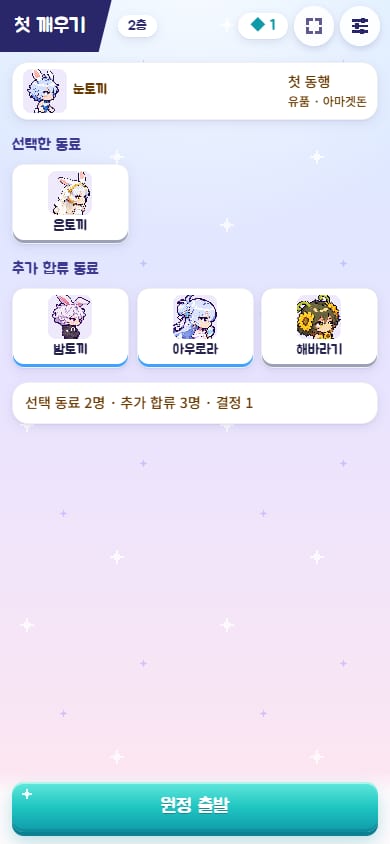 첫 깨우기
2층
1
눈토끼
첫 동행
유품 · 아마겟돈
선택한 동료
은토끼
추가 합류 동료
밤토끼
아우로라
해바라기
선택 동료 2명 · 추가 합류 3명 · 결정 1
원정 출발